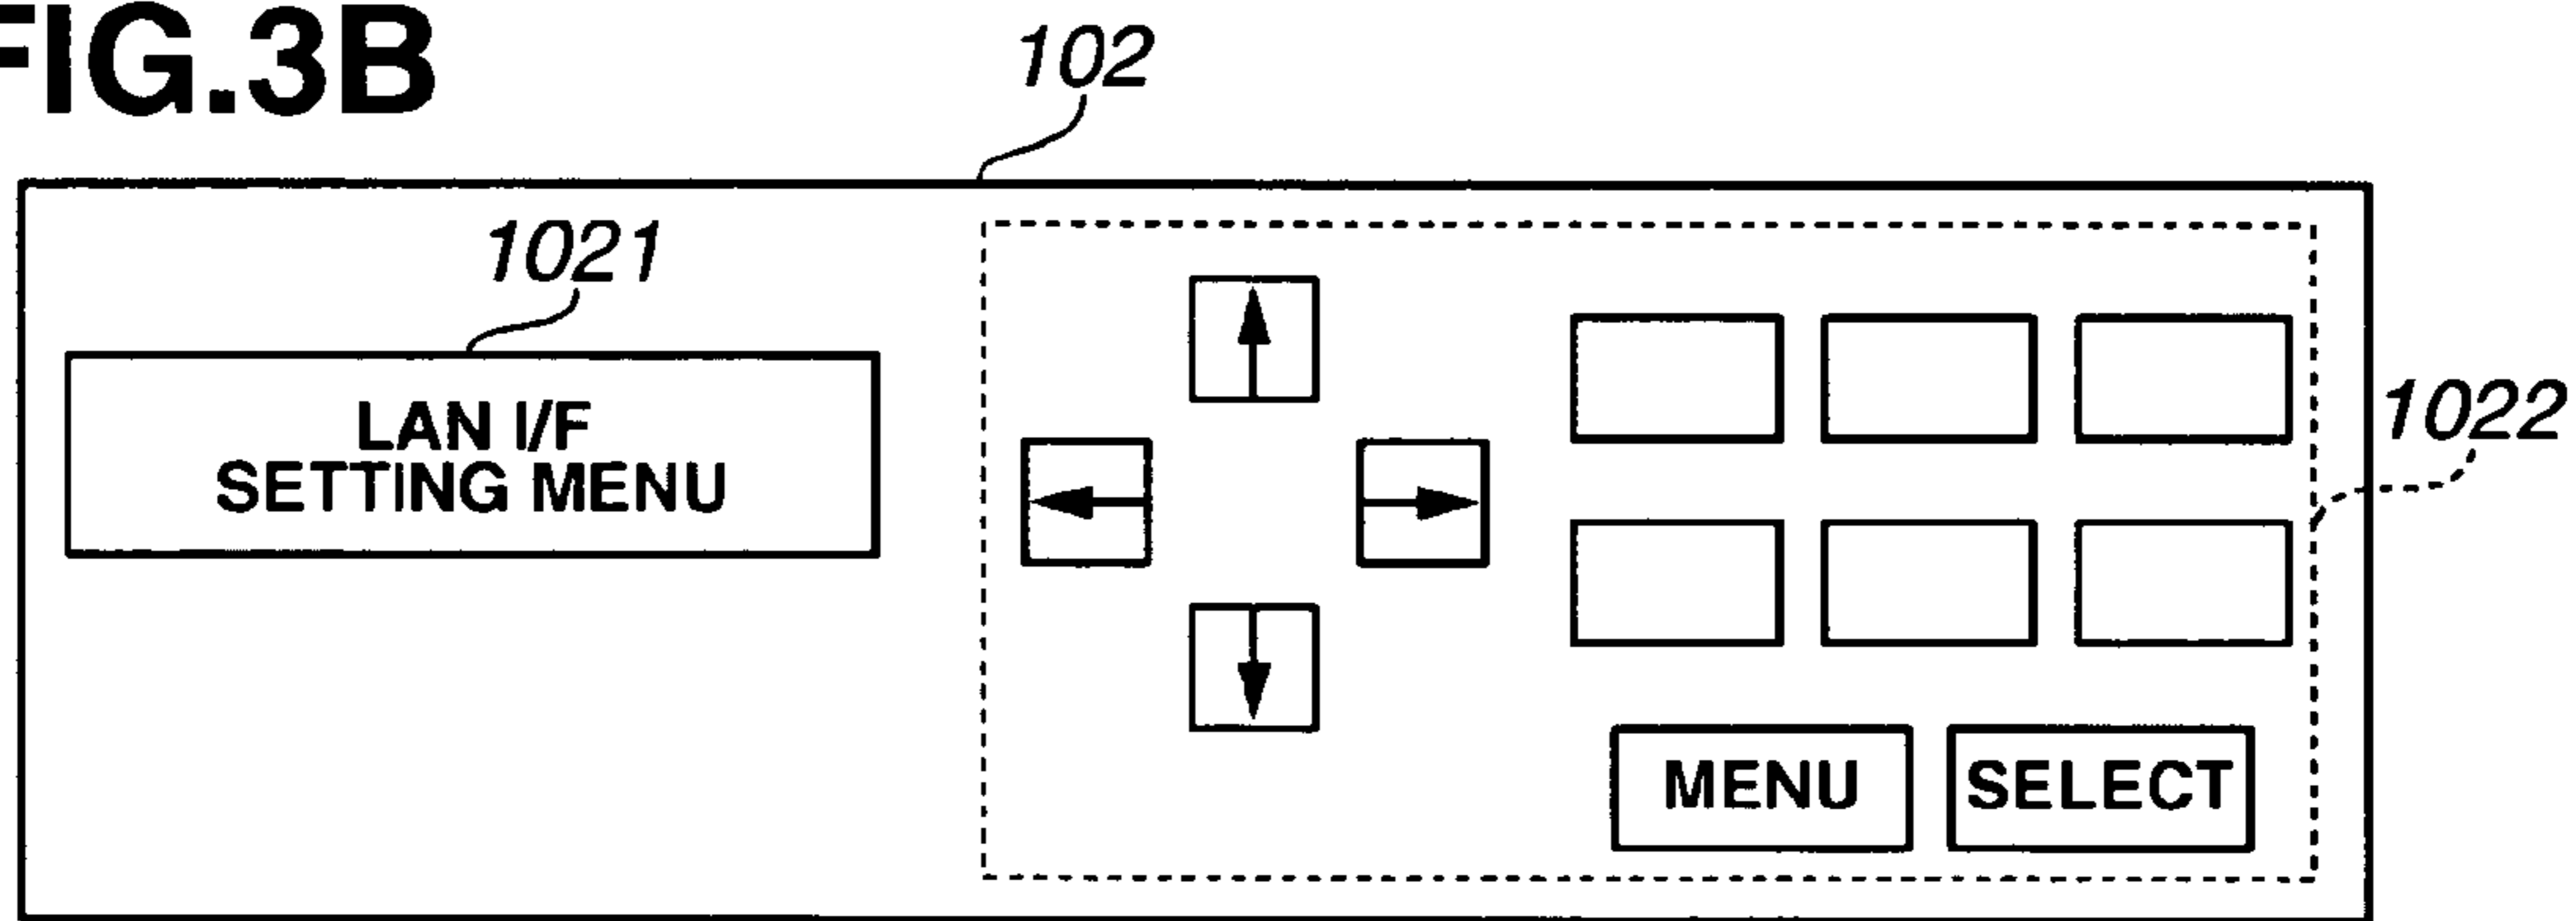 FIG.3B
102
1021
LAN I/F
SETTING MENU
1022
MENU
SELECT